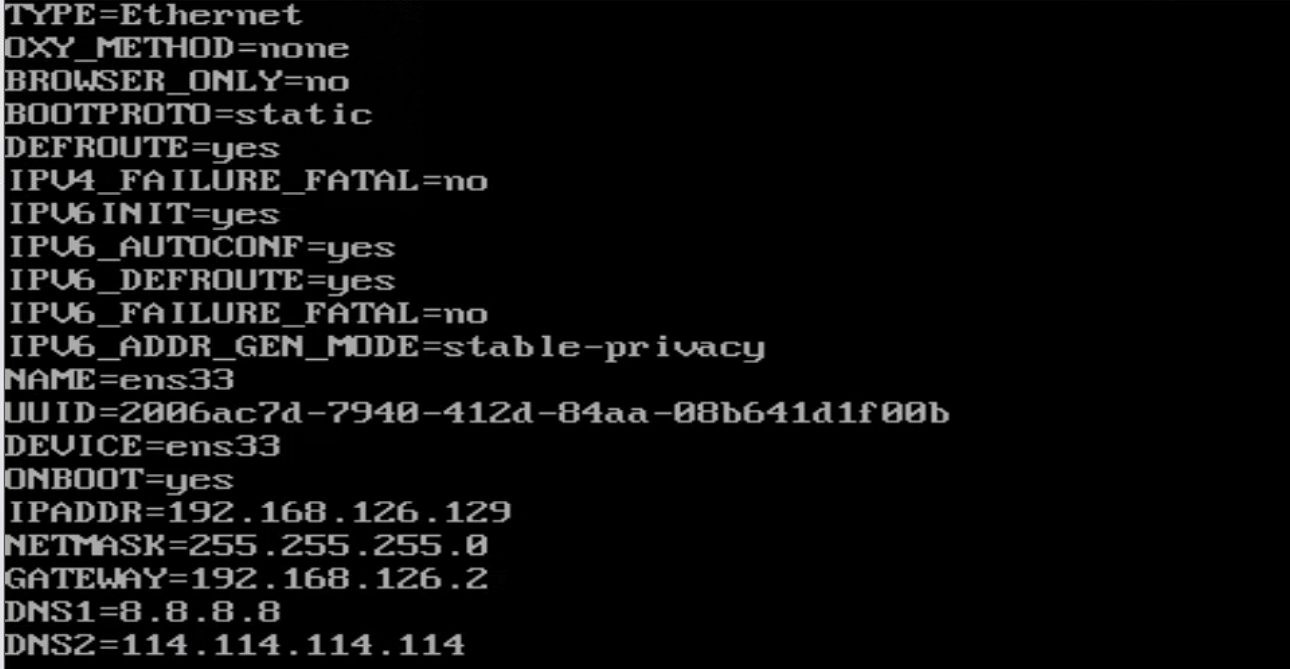 TYPE=Ethernet
OXY_METHOD=none
BROWSER_ONLY=no
BOOTPROTO=static
DEFROUTE=yes
IPV4_FAILURE_FATAL=no
IPV6INIT=yes
IPV6_AUTOCONF=yes
IPV6_DEFROUTE=yes
IPV6_FAILURE_FATAL=no
IPV6_ADDR_GEN_MODE=stable-privacy
NAME=ens33
UUID=2006ac7d-7940-412d-84aa-08b641d1f00b
DEVICE=ens33
ONBOOT=yes
IPADDR=192.168.126.129
NETMASK=255.255.255.0
GATEWAY=192.168.126.2
DNS1=8.8.8.8
DNS2=114.114.114.114